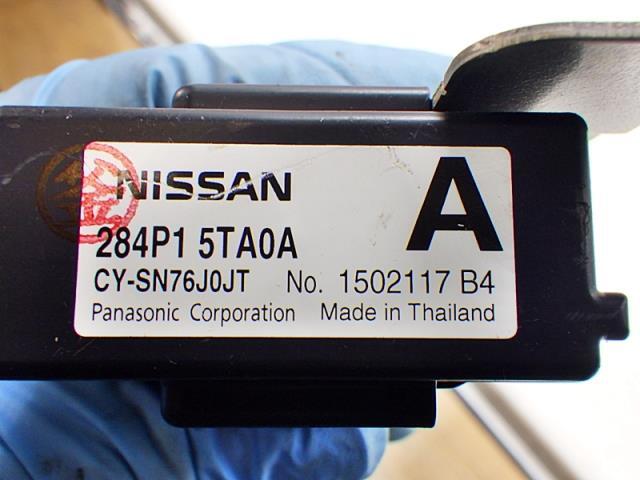 NISSAN
A
284P1 5TA0A
CY-SN76J0JT No. 1502117 B4
Panasonic Corporation Made in Thailand